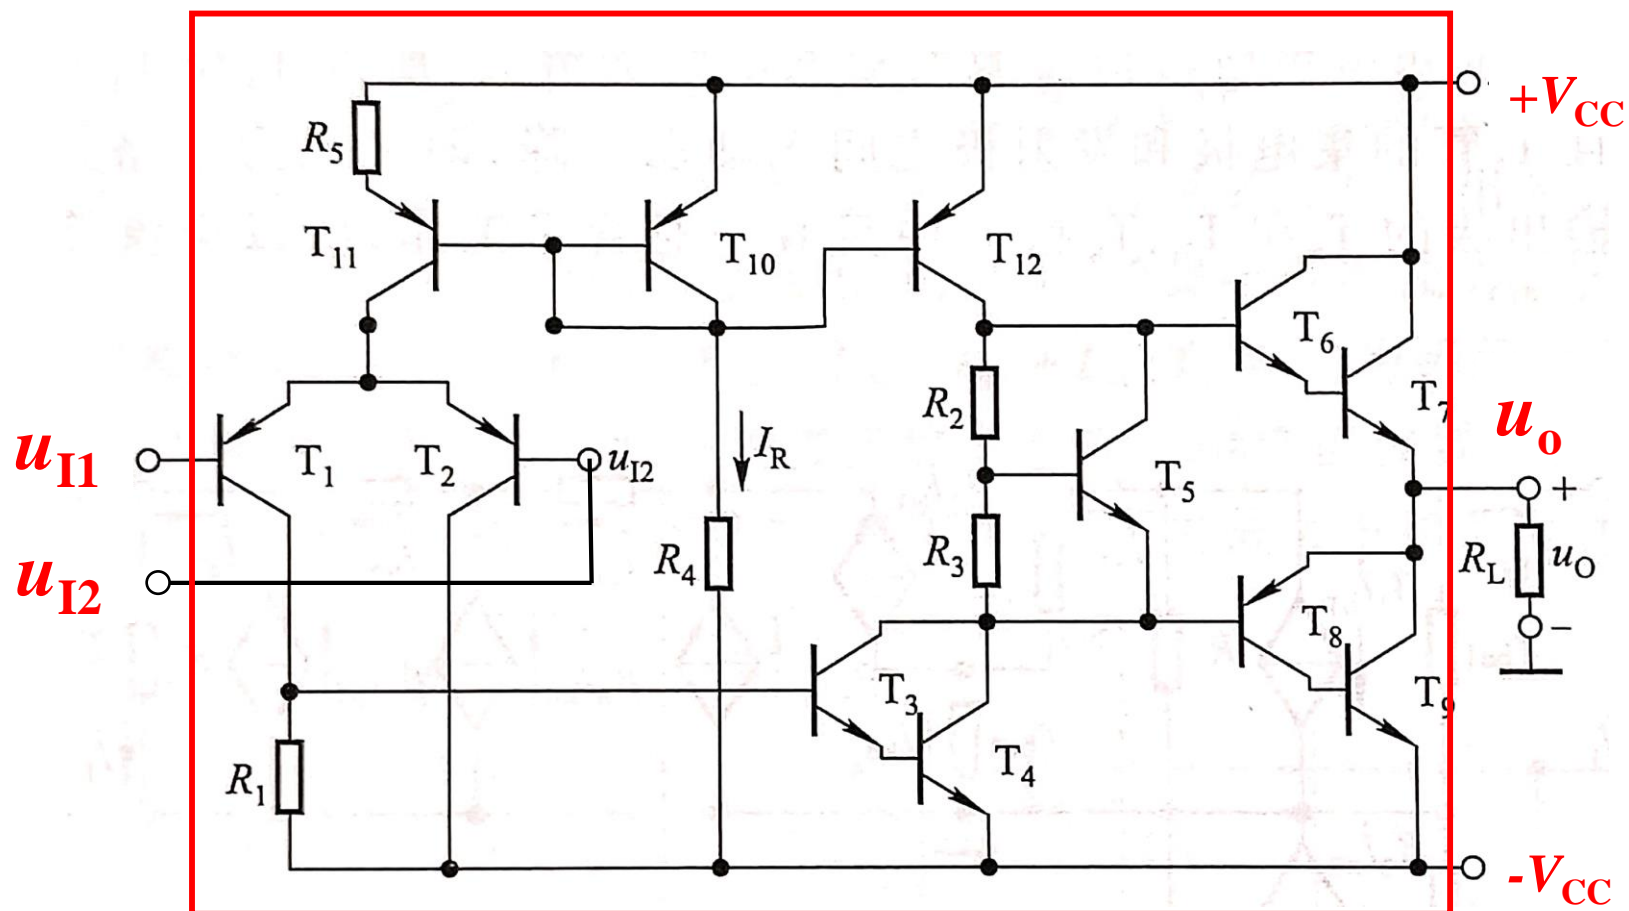 +VCC
R5
T11
T10
T12
T6
T7
R2
uo
uI1
T1
T2
uI2
IR
T5
R3
R4
RL
uO
+
−
uI2
T8
T3
T9
R1
T4
-VCC